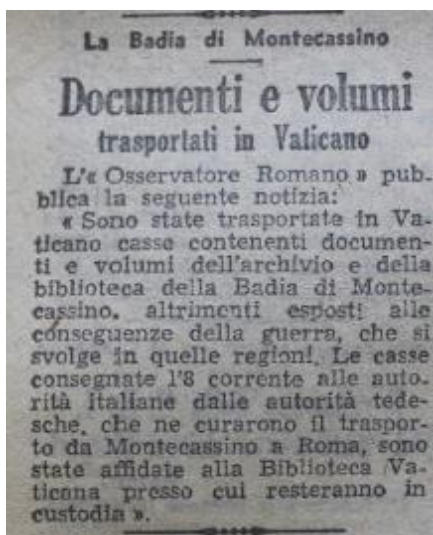 La Badia di Montecassino
Documenti e volumi
trasportati in Vaticano
L'« Osservatore Romano » pub-
blica la seguente notizia:
« Sono state trasportate in Va-
ticano casse contenenti documen-
ti e volumi dell'archivio e della
biblioteca della Badia di Monte-
cassino, altrimenti esposti alle
conseguenze della guerra, che si
svolge in quelle regioni. Le casse
consegnate l'8 corrente alle auto-
rità italiane dalle autorità tede-
sche, che ne curarono il traspor-
to da Montecassino a Roma, sono
state affidate alla Biblioteca Va-
ticana presso cui resteranno in
custodia ».